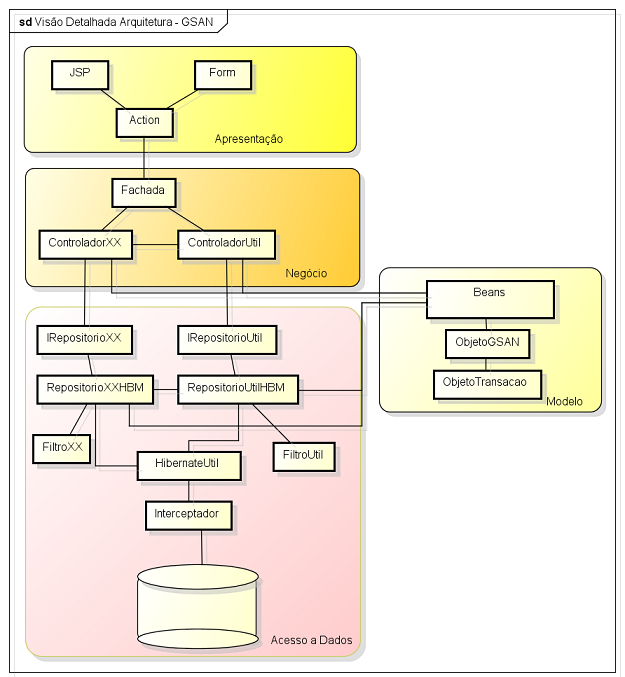 sd Visão Detalhada Arquitetura - GSAN
JSP
Form
Action
Apresentação
Fachada
ControladorXX
ControladorUtil
Negócio
Beans
ObjetoGSAN
ObjetoTransacao
Modelo
IRepositorioXX
IRepositorioUtil
RepositorioXXHBM
RepositorioUtilHBM
FiltroXX
FiltroUtil
HibernateUtil
Interceptador
Acesso a Dados